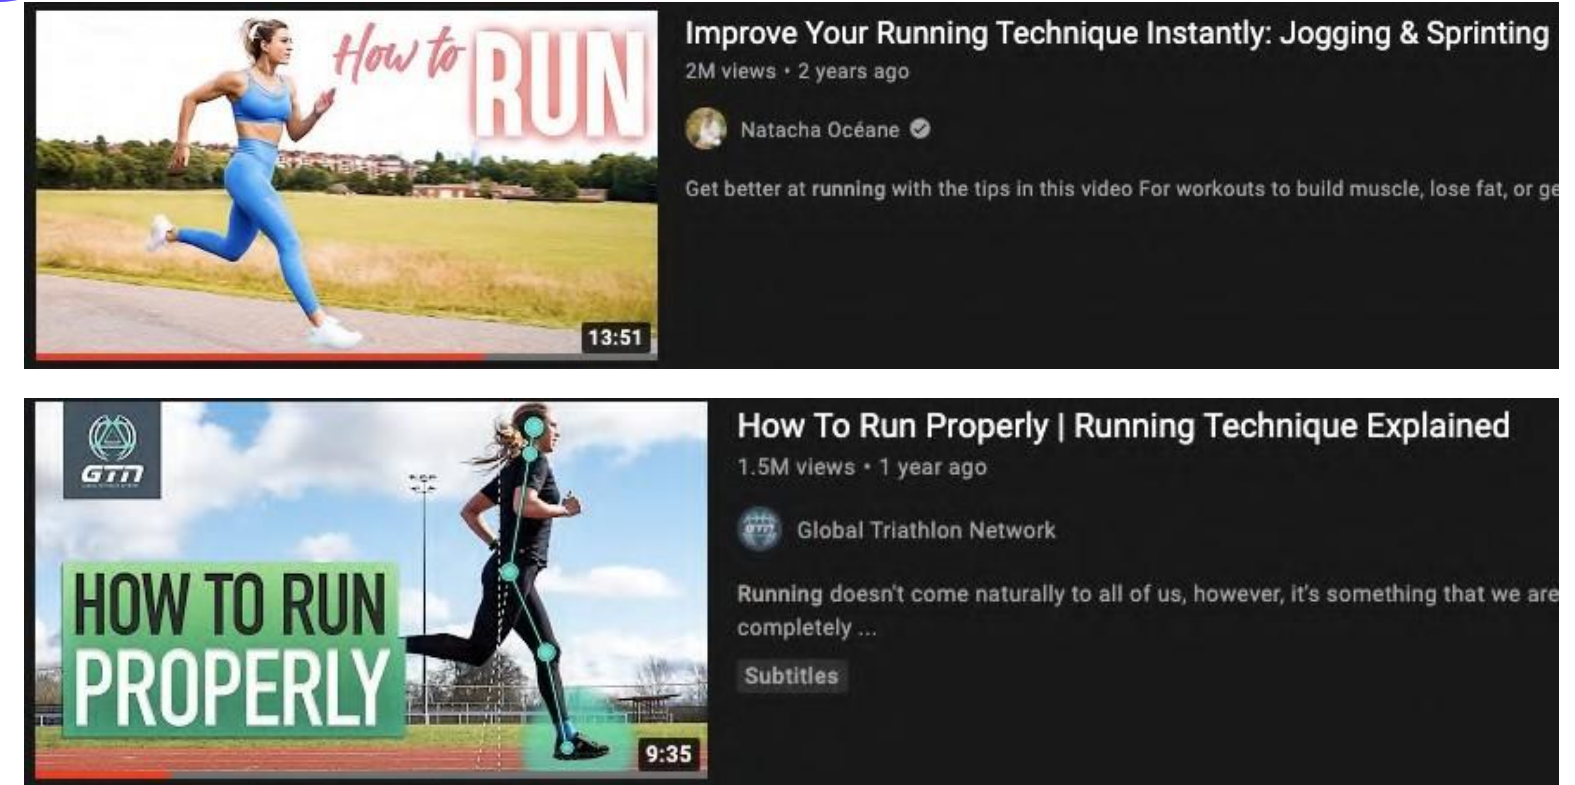 How to RUN
13:51
Improve Your Running Technique Instantly: Jogging & Sprinting
2M views • 2 years ago
Natacha Océane
Get better at running with the tips in this video For workouts to build muscle, lose fat, or ge
GTN
HOW TO RUN
PROPERLY
9:35
How To Run Properly | Running Technique Explained
1.5M views • 1 year ago
Global Triathlon Network
Running doesn't come naturally to all of us, however, it's something that we are
completely ...
Subtitles